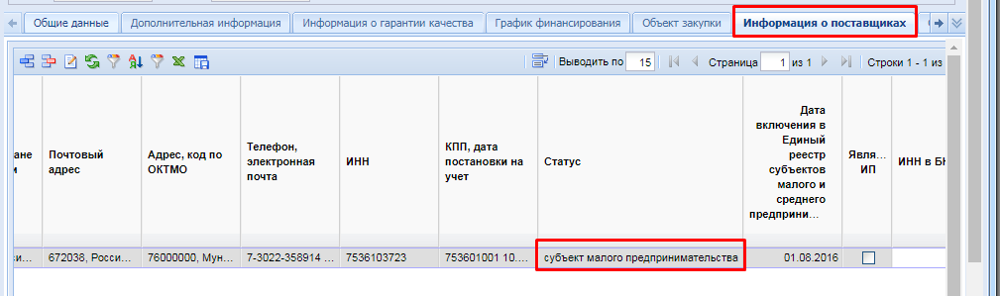 Общие данные Дополнительная информация Информация о гарантии качества График финансирования Объект закупки Информация о поставщиках
Выводить по 15 Страница 1 из 1 Строки 1 - 1 из
ане
Почтовый адрес
Адрес, код по ОКТМО
Телефон, электронная почта
ИНН
КПП, дата постановки на учет
Статус
Дата включения в Единый реестр субъектов малого и среднего предприни...
Явля... ИП
ИНН в
си... 672038, Росси... 76000000, Мун... 7-3022-358914 ... 7536103723 753601001 10.... субъект малого предпринимательства 01.08.2016